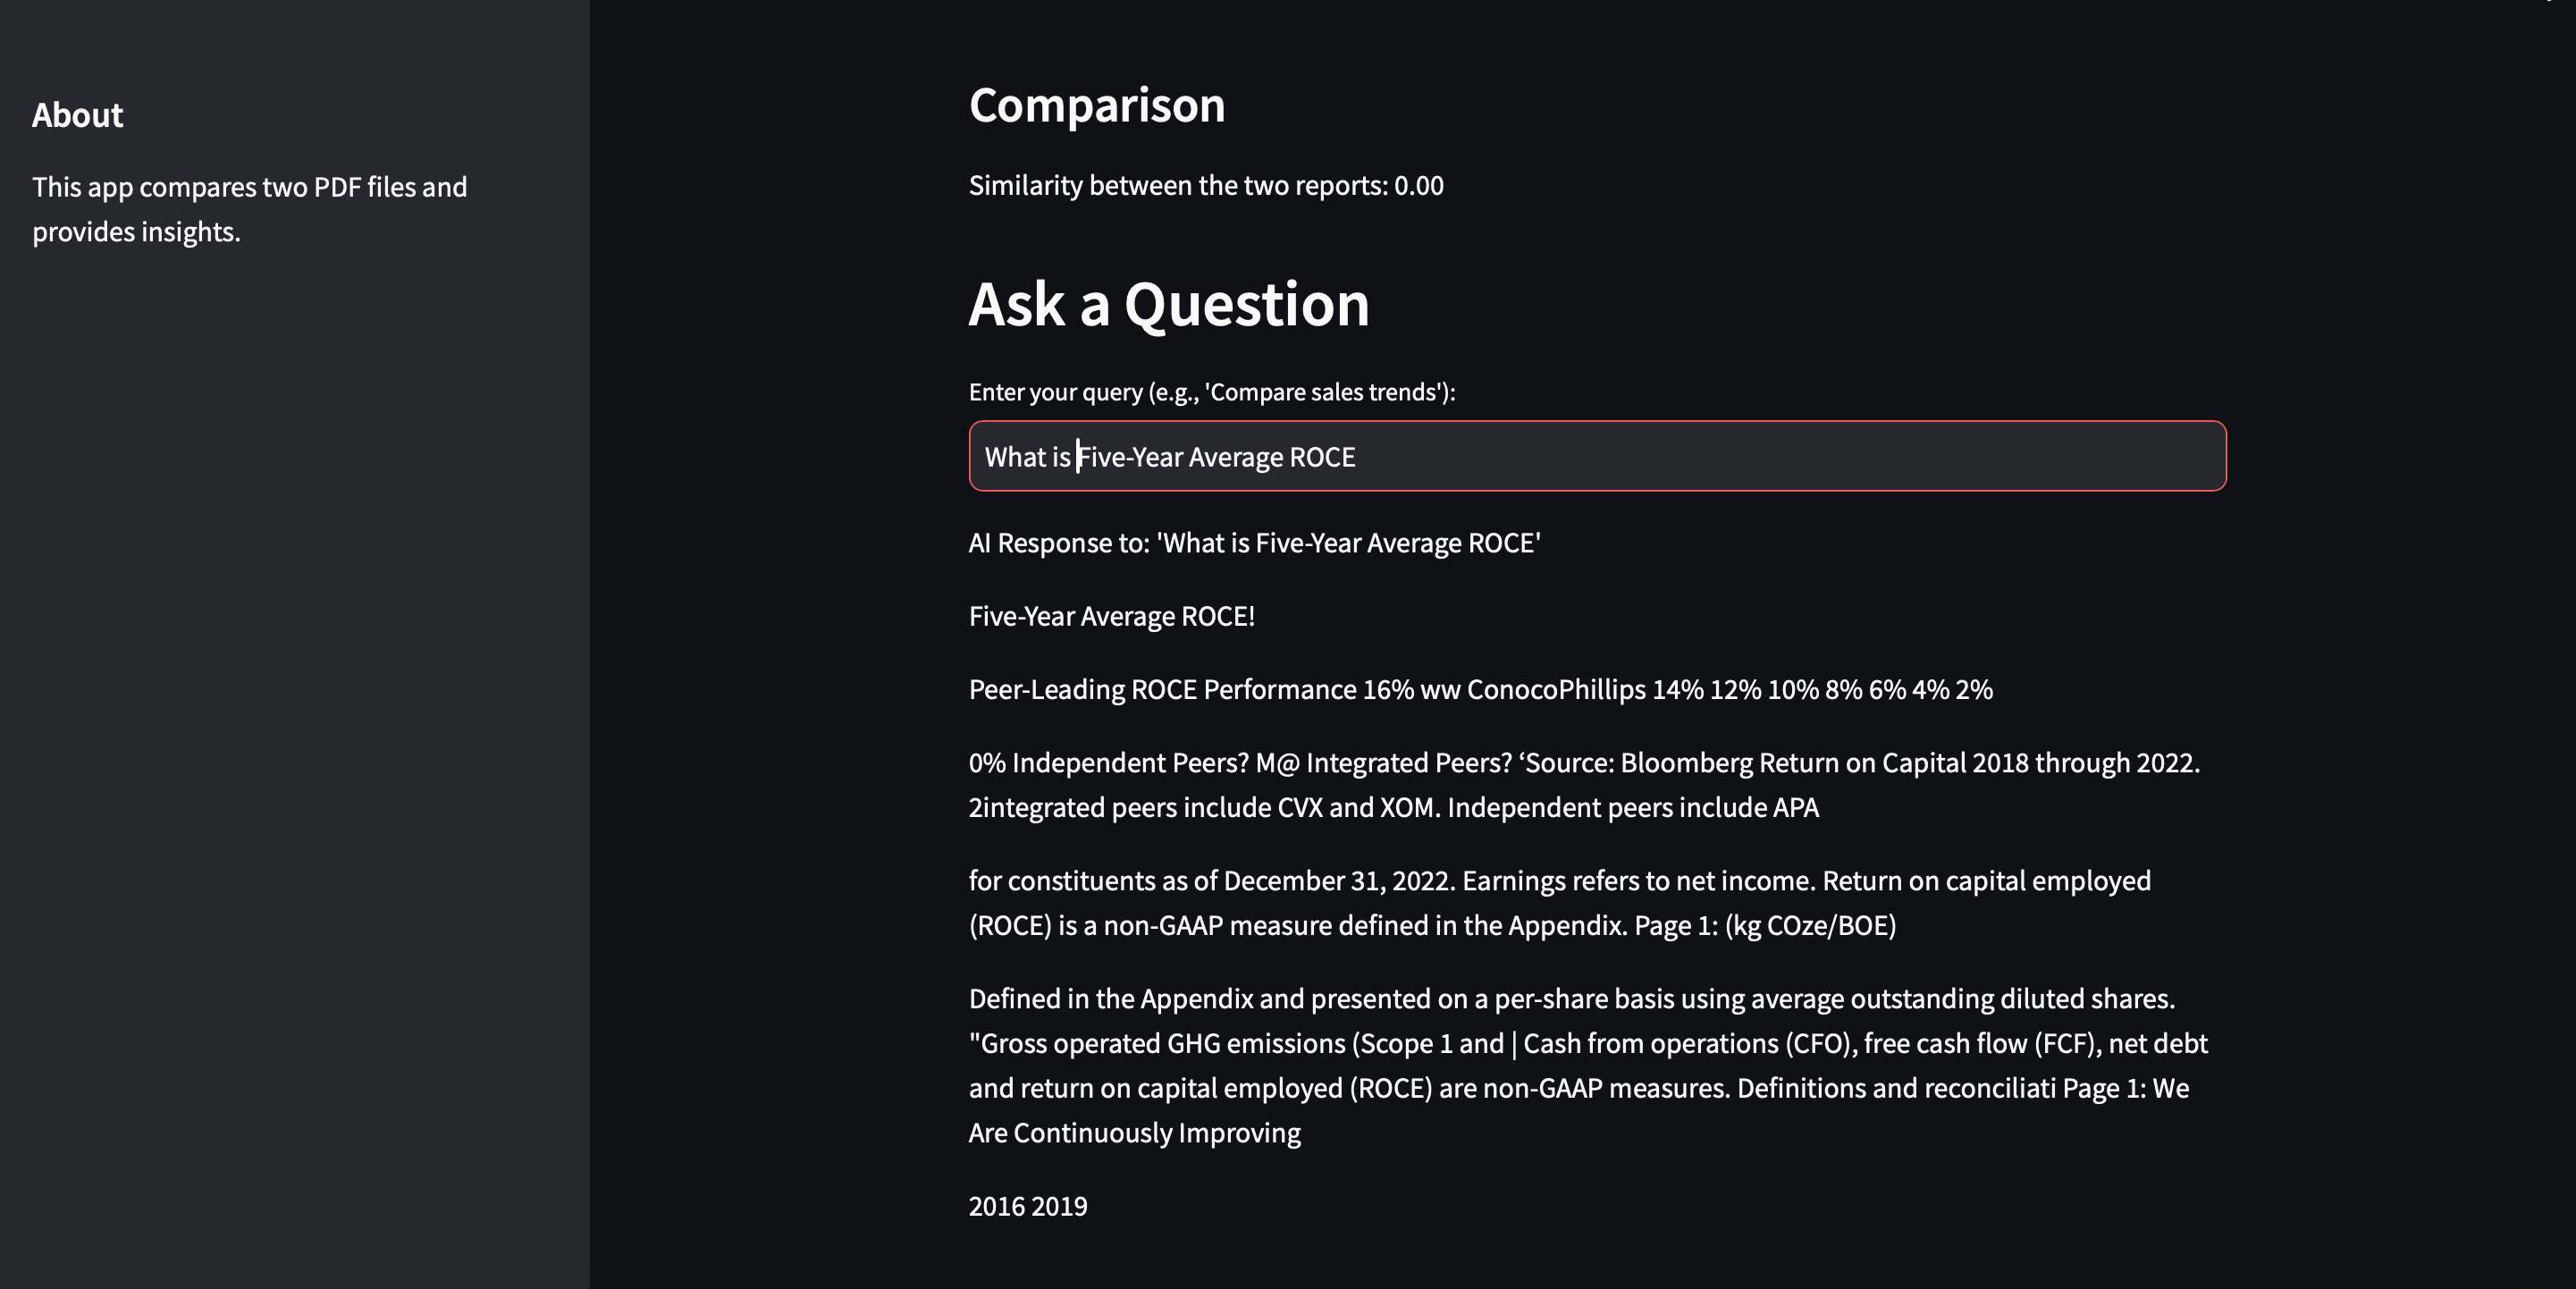 About
This app compares two PDF files and
provides insights.
Comparison
Similarity between the two reports: 0.00
Ask a Question
Enter your query (e.g., 'Compare sales trends'):
What is Five-Year Average ROCE
AI Response to: 'What is Five-Year Average ROCE'
Five-Year Average ROCE!
Peer-Leading ROCE Performance 16% ww ConocoPhillips 14% 12% 10% 8% 6% 4% 2%
0% Independent Peers? M@ Integrated Peers? ‘Source: Bloomberg Return on Capital 2018 through 2022.
2integrated peers include CVX and XOM. Independent peers include APA
for constituents as of December 31, 2022. Earnings refers to net income. Return on capital employed
(ROCE) is a non-GAAP measure defined in the Appendix. Page 1: (kg COze/BOE)
Defined in the Appendix and presented on a per-share basis using average outstanding diluted shares.
"Gross operated GHG emissions (Scope 1 and | Cash from operations (CFO), free cash flow (FCF), net debt
and return on capital employed (ROCE) are non-GAAP measures. Definitions and reconciliati Page 1: We
Are Continuously Improving
2016 2019